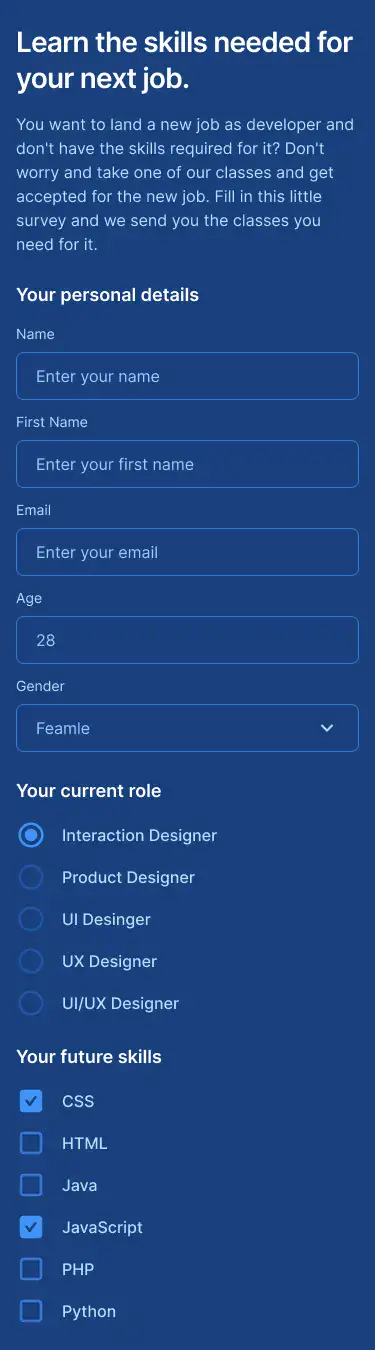 Learn the skills needed for
your next job.
You want to land a new job as developer and
don't have the skills required for it? Don't
worry and take one of our classes and get
accepted for the new job. Fill in this little
survey and we send you the classes you
need for it.
Your personal details
Name
Enter your name
First Name
Enter your first name
Email
Enter your email
Age
28
Gender
Feamle
Your current role
Interaction Designer
Product Designer
UI Desinger
UX Designer
UI/UX Designer
Your future skills
CSS
HTML
Java
JavaScript
PHP
Python